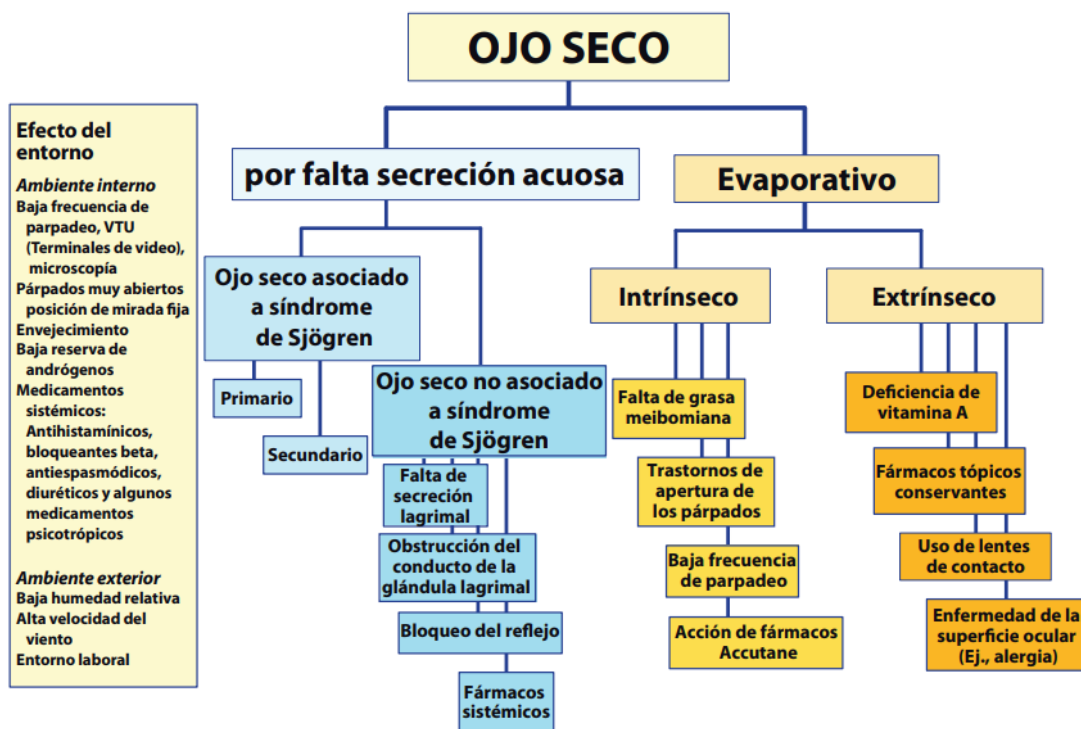 OJO SECO
Efecto del
entorno
Ambiente interno
Baja frecuencia de
parpadeo, VTU
(Terminales de video),
microscopía
Párpados muy abiertos
posición de mirada fija
Envejecimiento
Baja reserva de
andrógenos
Medicamentos
sistémicos:
Antihistamínicos,
bloqueantes beta,
antiespasmódicos,
diuréticos y algunos
medicamentos
psicotrópicos
Ambiente exterior
Baja humedad relativa
Alta velocidad del
viento
Entorno laboral
por falta secreción acuosa
Ojo seco asociado
a síndrome
de Sjögren
Primario
Secundario
Ojo seco no asociado
a síndrome
de Sjögren
Falta de
secreción
lagrimal
Obstrucción del
conducto de la
glándula lagrimal
Bloqueo del reflejo
Fármacos
sistémicos
Evaporativo
Intrínseco
Falta de grasa
meibomiana
Trastornos de
apertura de
los párpados
Baja frecuencia
de parpadeo
Acción de fármacos
Accutane
Extrínseco
Deficiencia de
vitamina A
Fármacos tópicos
conservantes
Uso de lentes
de contacto
Enfermedad de la
superficie ocular
(Ej., alergia)